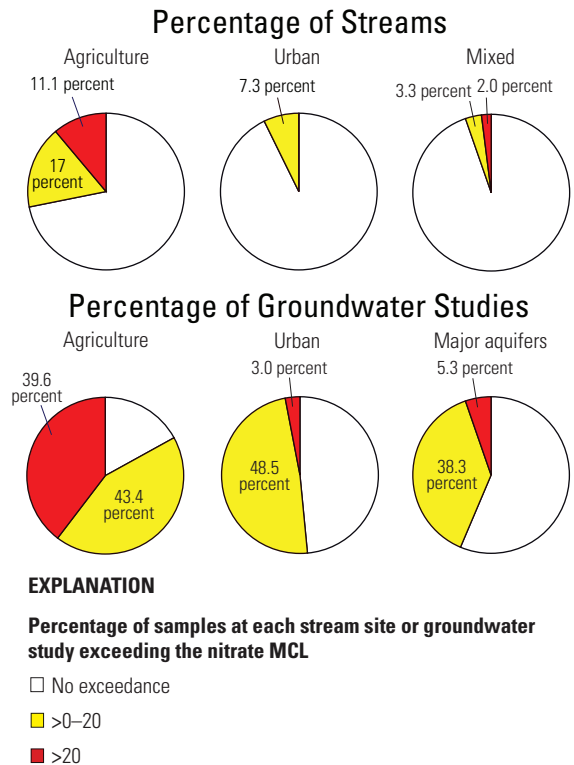 Percentage of Streams
Agriculture
11.1 percent
17
percent
Urban
7.3 percent
Mixed
3.3 percent
2.0 percent
Percentage of Groundwater Studies
Agriculture
39.6
percent
43.4
percent
Urban
3.0 percent
48.5
percent
Major aquifers
5.3 percent
38.3
percent
EXPLANATION
Percentage of samples at each stream site or groundwater
study exceeding the nitrate MCL
No exceedance
>0–20
>20